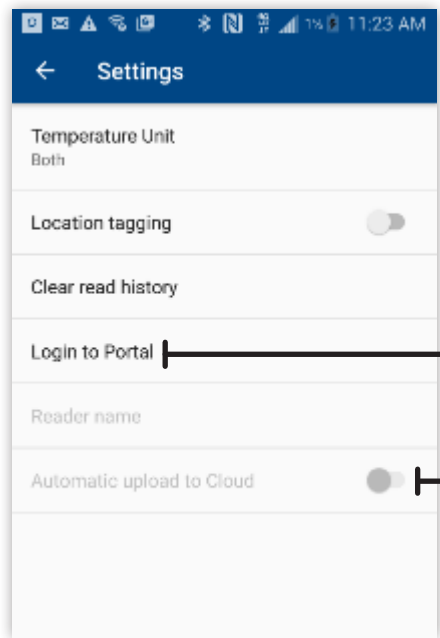 1% 11:23 AM
Settings
Temperature Unit
Both
Location tagging
Clear read history
Login to Portal
Reader name
Automatic upload to Cloud